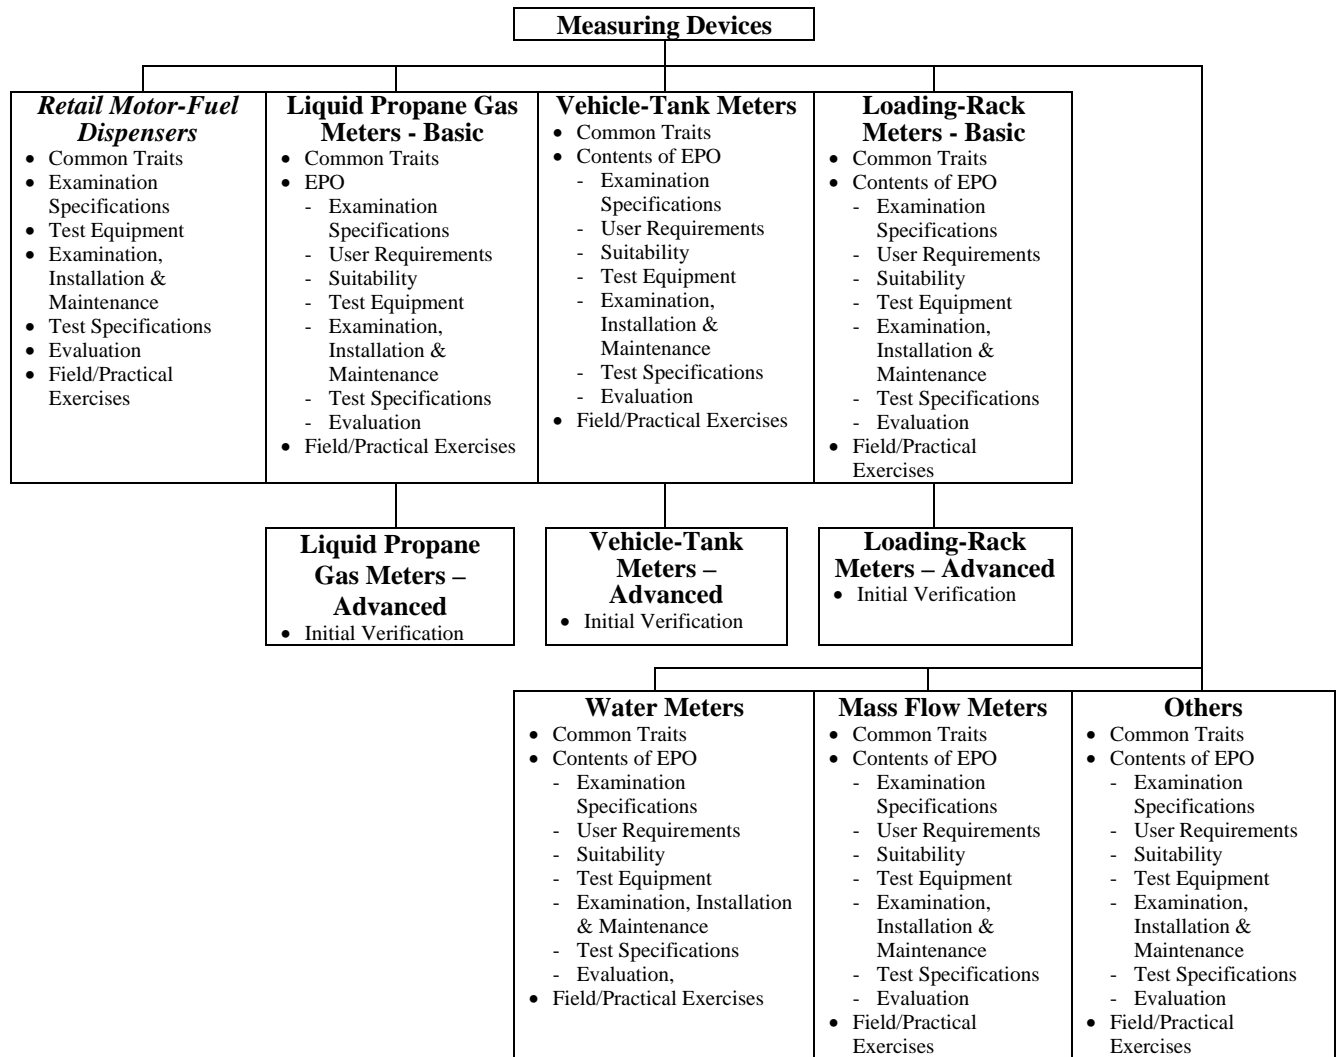 Measuring Devices
Retail Motor-Fuel
Dispensers
• Common Traits
• Examination
Specifications
• Test Equipment
• Examination,
Installation &
Maintenance
• Test Specifications
• Evaluation
• Field/Practical
Exercises
Liquid Propane Gas
Meters - Basic
• Common Traits
• EPO
- Examination
Specifications
- User Requirements
- Suitability
- Test Equipment
- Examination,
Installation &
Maintenance
- Test Specifications
- Evaluation
• Field/Practical Exercises
Vehicle-Tank Meters
• Common Traits
• Contents of EPO
- Examination
Specifications
- User Requirements
- Suitability
- Test Equipment
- Examination,
Installation &
Maintenance
- Test Specifications
- Evaluation
• Field/Practical Exercises
Loading-Rack
Meters - Basic
• Common Traits
• Contents of EPO
- Examination
Specifications
- User Requirements
- Suitability
- Test Equipment
- Examination,
Installation &
Maintenance
- Test Specifications
- Evaluation
• Field/Practical
Exercises
Liquid Propane
Gas Meters –
Advanced
• Initial Verification
Vehicle-Tank
Meters –
Advanced
• Initial Verification
Loading-Rack
Meters – Advanced
• Initial Verification
Water Meters
• Common Traits
• Contents of EPO
- Examination
Specifications
- User Requirements
- Suitability
- Test Equipment
- Examination, Installation
& Maintenance
- Test Specifications
- Evaluation,
• Field/Practical Exercises
Mass Flow Meters
• Common Traits
• Contents of EPO
- Examination
Specifications
- User Requirements
- Suitability
- Test Equipment
- Examination,
Installation &
Maintenance
- Test Specifications
- Evaluation
• Field/Practical
Exercises
Others
• Common Traits
• Contents of EPO
- Examination
Specifications
- User Requirements
- Suitability
- Test Equipment
- Examination,
Installation &
Maintenance
- Test Specifications
- Evaluation
• Field/Practical
Exercises